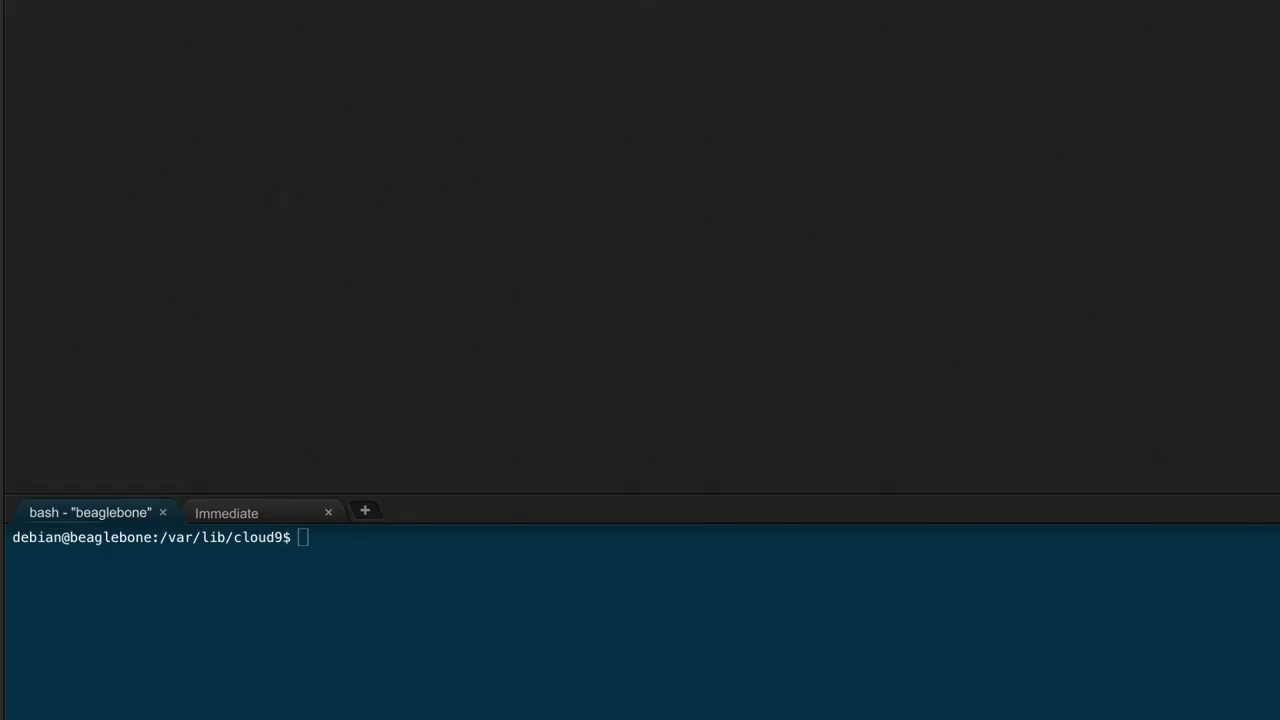 bash - "beaglebone" × Immediate × +
debian@beaglebone:/var/lib/cloud9$